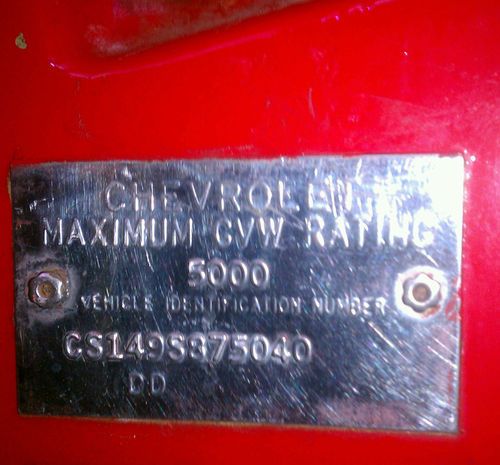 CHEVROLET
MAXIMUM GVW RATING
5000
VEHICLE IDENTIFICATION NUMBER
CS149S875040
DD